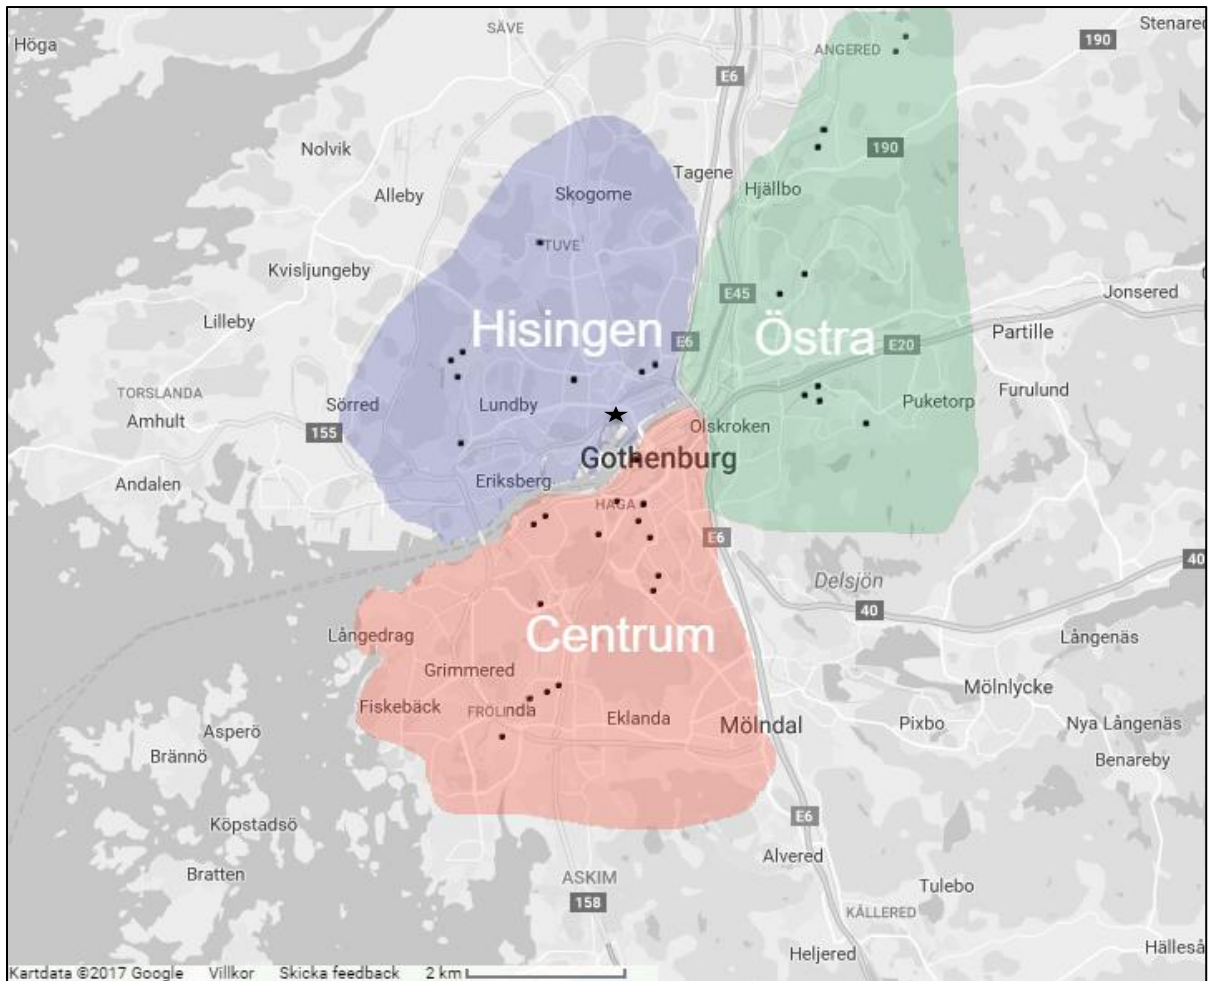 Höga
SÄVE
Stenared
190
ANGERED
E6
190
Nolvik
Tagene
Hjällbo
Alleby
Skogome
TUVE
Kvisljungeby
Jonsered
E45
Lilleby
Hisingen
Östra
E6
E20
Partille
TORSLANDA
Furulund
Amhult
Sörred
Lundby
Puketorp
155
Olskroken
Gothenburg
Andalen
Eriksberg
HAGA
E6
40
Delsjön
40
Långedrag
Centrum
Långenäs
Grimmered
Mölnlycke
Fiskebäck
FRÖLUnda
Eklanda
Mölndal
Pixbo
Nya Långenäs
Asperö
Brännö
Benareby
E6
Köpstadsö
Alvered
Bratten
ASKIM
Tulebo
158
KÅLLERED
Heljered
Hälleså
Kartdata ©2017 Google Villkor Skicka feedback 2 km